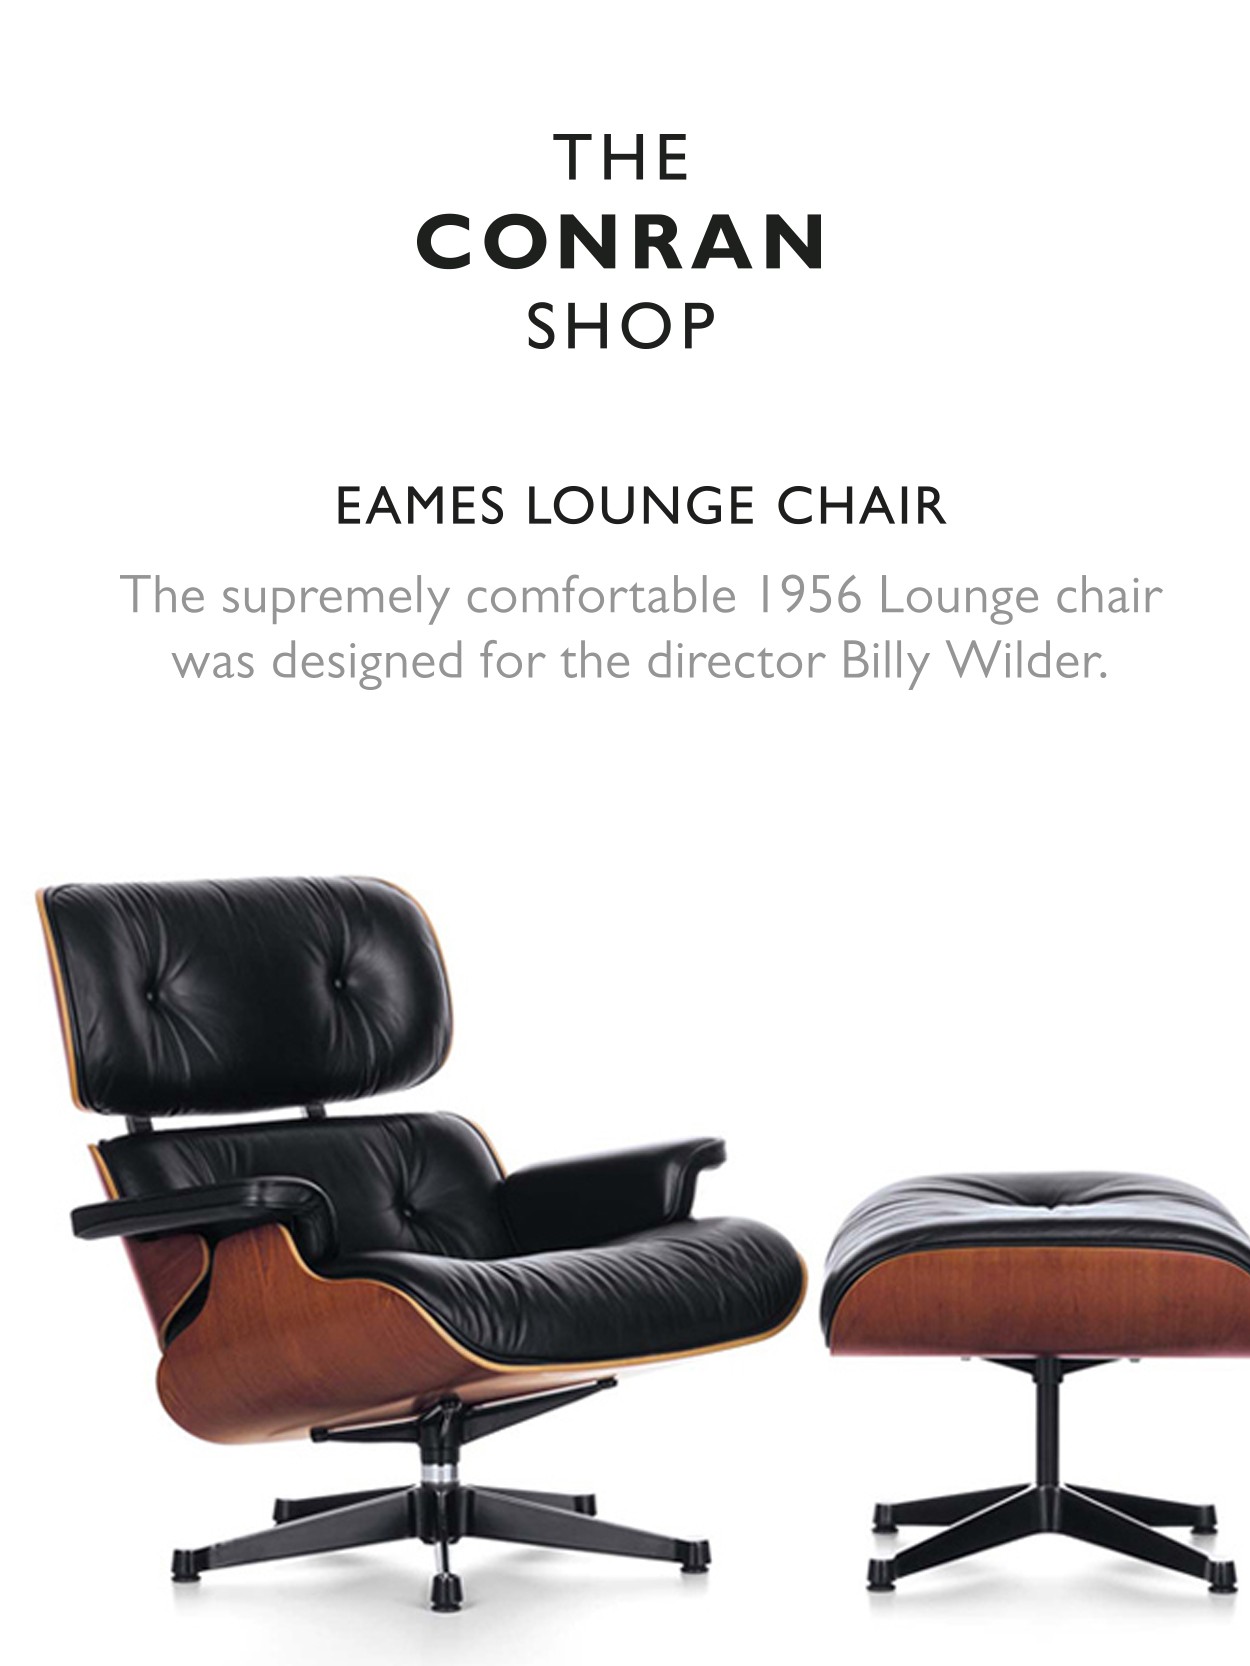 THE
CONRAN
SHOP
EAMES LOUNGE CHAIR
The supremely comfortable 1956 Lounge chair
was designed for the director Billy Wilder.